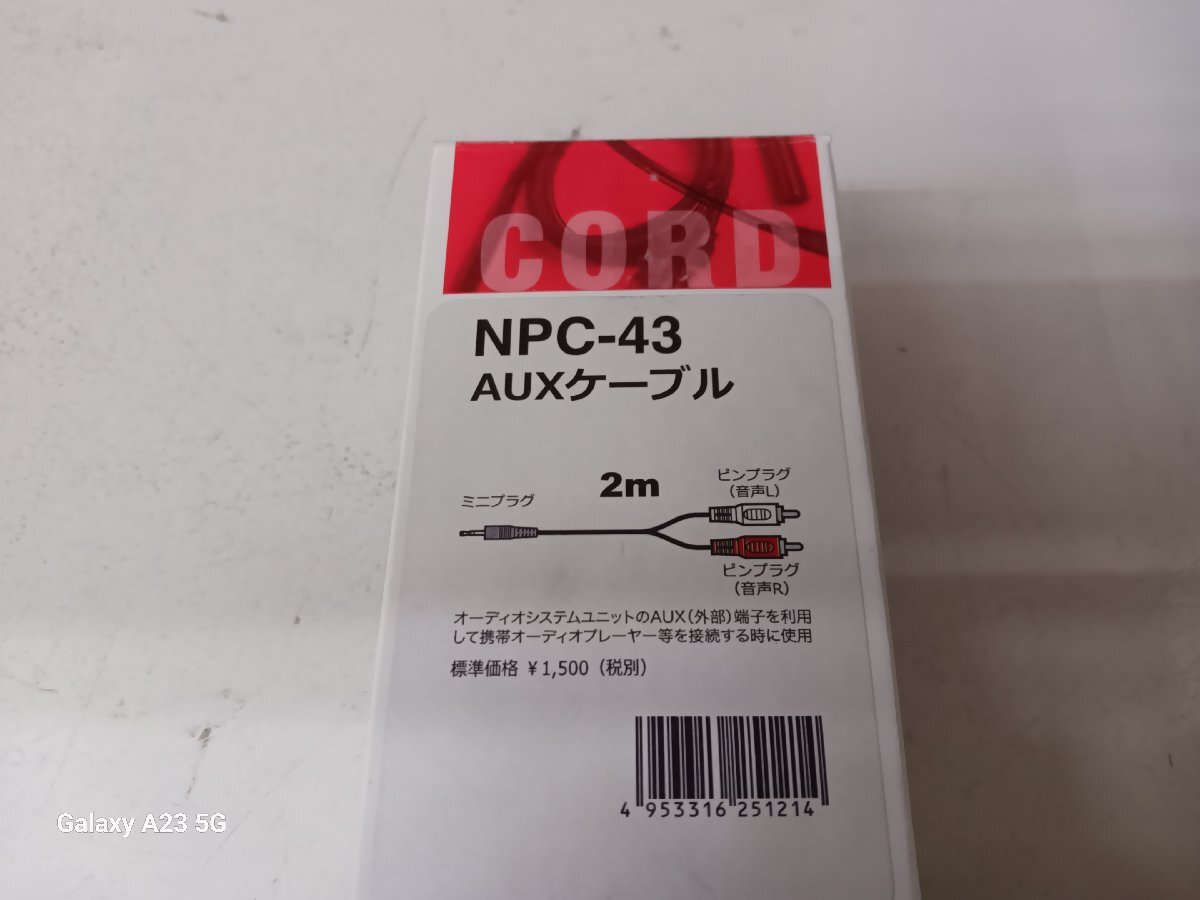 CORD
NPC-43
AUXケーブル
2m
ミニプラグ
ピンプラグ
(音声L)
ピンプラグ
(音声R)
オーディオシステムユニットのAUX(外部)端子を利用
して携帯オーディオプレーヤー等を接続する時に使用
標準価格 ¥1,500(税別)
4 953316 251214
Galaxy A23 5G